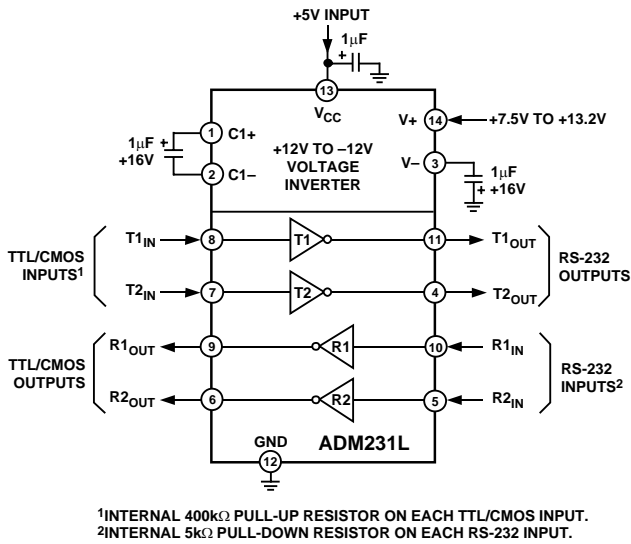 +5V INPUT
1µF
+
13
VCC
1
C1+
1µF
+16V
+
2
C1–
+12V TO –12V
VOLTAGE
INVERTER
V+
14
+7.5V TO +13.2V
V–
3
1µF
+16V
+
TTL/CMOS
INPUTS1
T1IN
8
T1
11
T1OUT
RS-232
OUTPUTS
T2IN
7
T2
4
T2OUT
TTL/CMOS
OUTPUTS
R1OUT
9
R1
10
R1IN
RS-232
INPUTS2
R2OUT
6
R2
5
R2IN
GND
12
ADM231L
1INTERNAL 400kΩ PULL-UP RESISTOR ON EACH TTL/CMOS INPUT.
2INTERNAL 5kΩ PULL-DOWN RESISTOR ON EACH RS-232 INPUT.